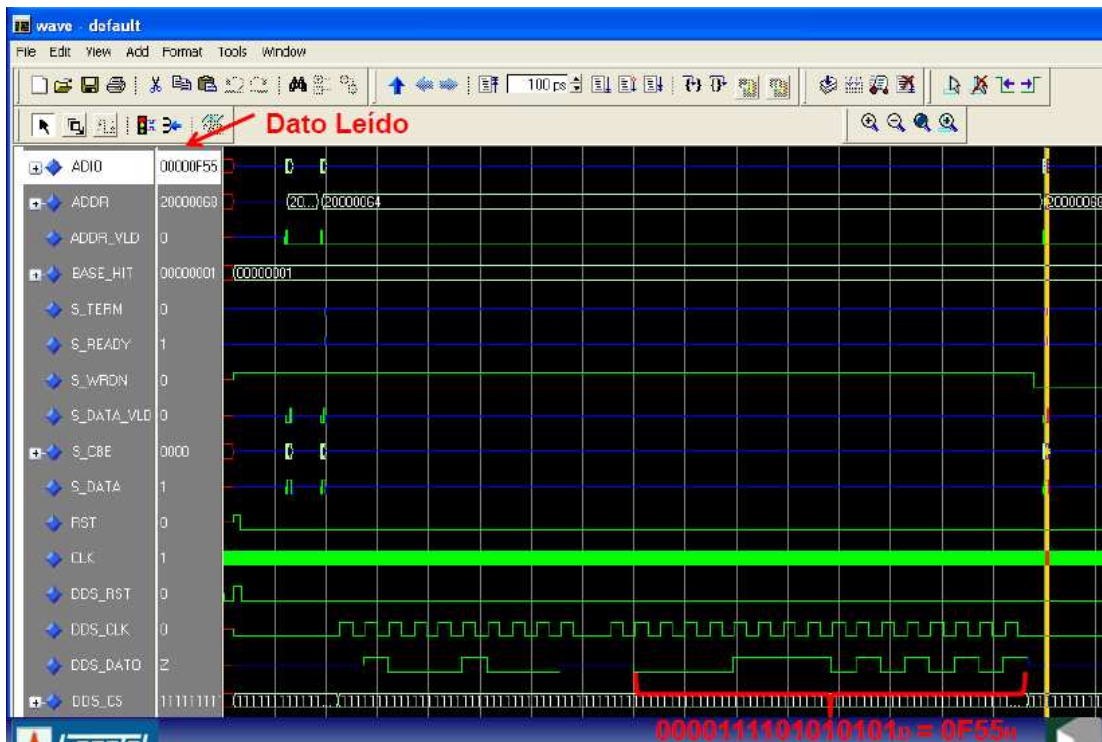 wave - default
File Edit View Add Format Tools Window
100 ps
Dato Leído
ADIO 00000F55
ADDR 20000068 (20...) (20000064 20000068
ADDR_VLD 0
BASE_HIT 00000001 (00000001
S_TERM 0
S_READY 1
S_WRDN 0
S_DATA_VLD 0
S_CBE 0000
S_DATA 1
RST 0
CLK 1
DDS_RST 0
DDS_CLK 0
DDS_DATO Z
DDS_CS 11111111
0000111101010101B = 0F55H